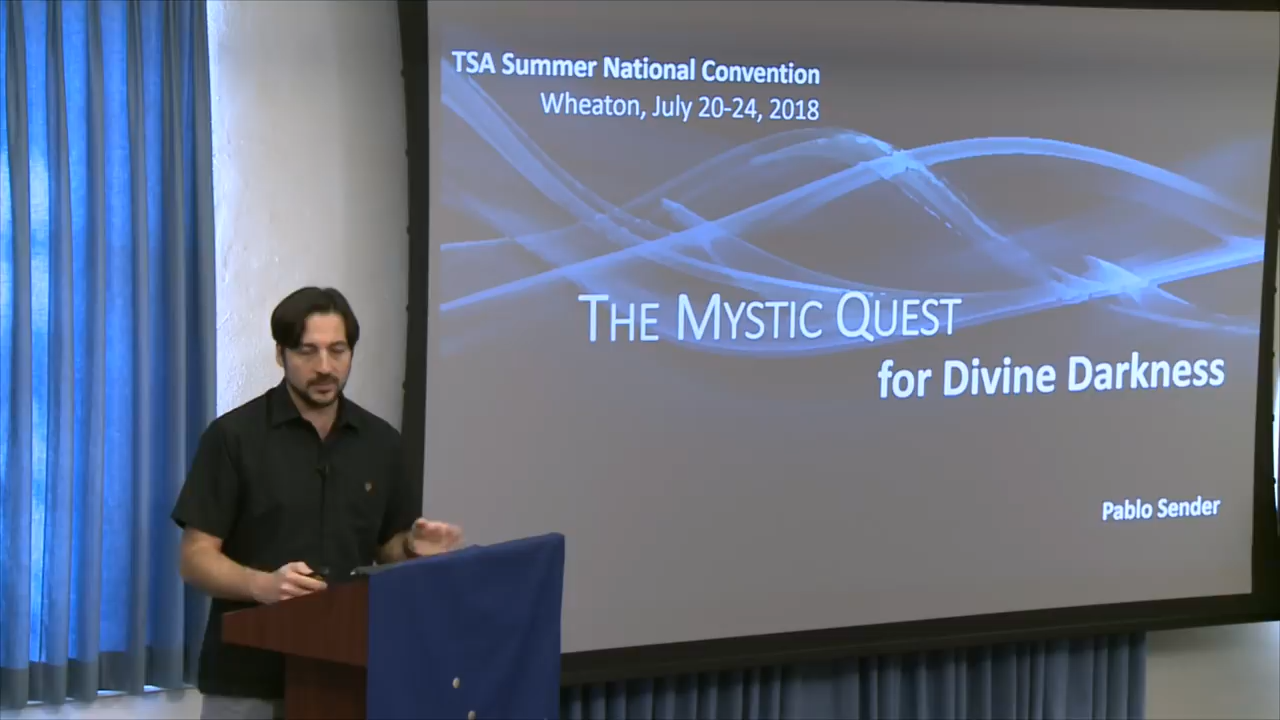 TSA Summer National Convention
Wheaton, July 20-24, 2018
THE MYSTIC QUEST
for Divine Darkness
Pablo Sender